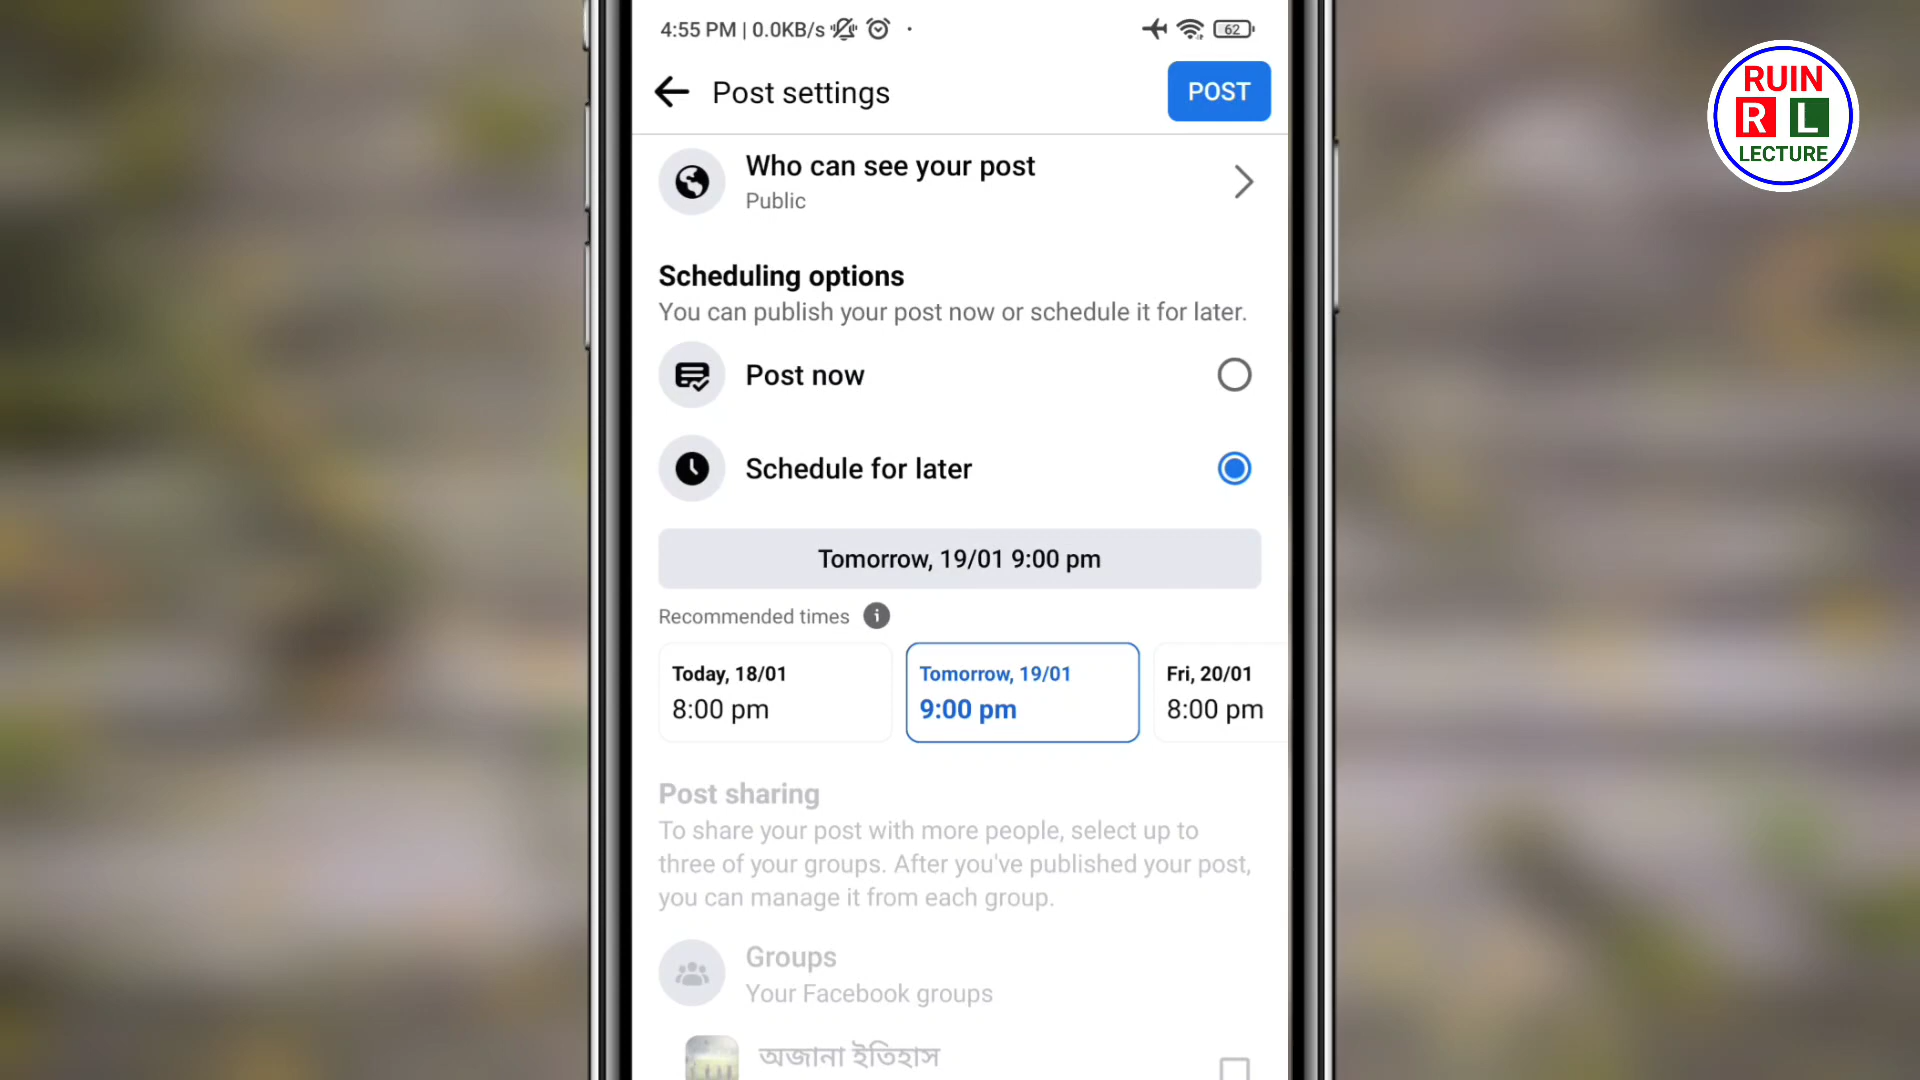 4:55 PM | 0.0KB/s
62
Post settings
POST
RUIN
R L
LECTURE
Who can see your post
Public
Scheduling options
You can publish your post now or schedule it for later.
Post now
Schedule for later
Tomorrow, 19/01 9:00 pm
Recommended times
Today, 18/01
8:00 pm
Tomorrow, 19/01
9:00 pm
Fri, 20/01
8:00 pm
Post sharing
To share your post with more people, select up to
three of your groups. After you've published your post,
you can manage it from each group.
Groups
Your Facebook groups
অজানা ইতিহাস